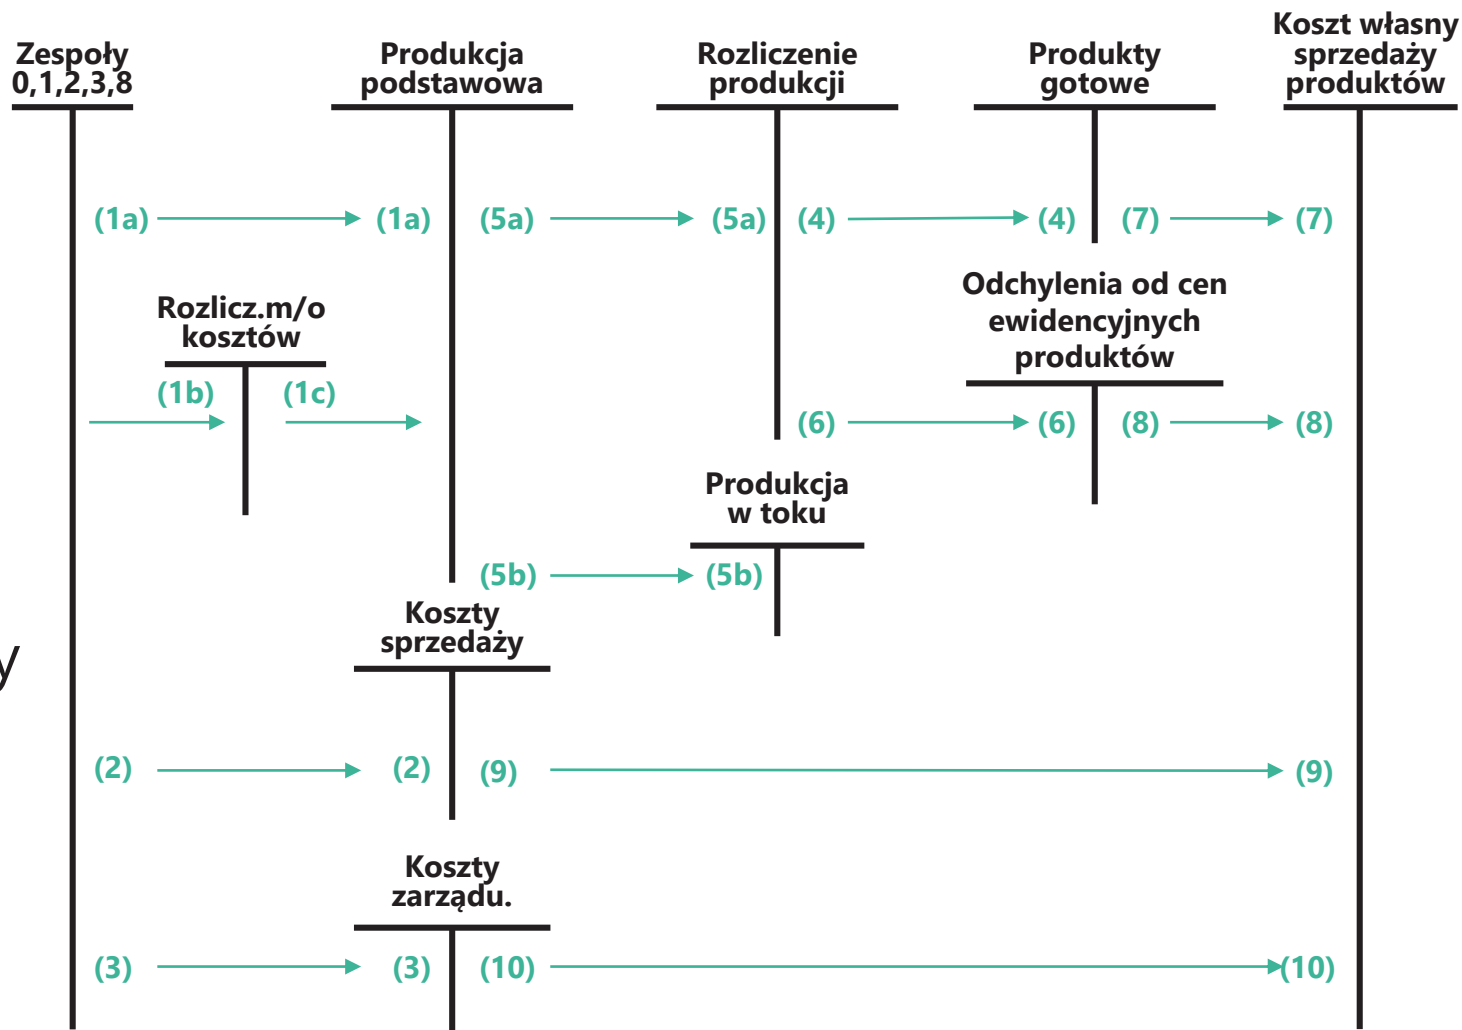 Zespoły
0,1,2,3,8
Produkcja
podstawowa
Rozliczenie
produkcji
Produkty
gotowe
Koszt własny
sprzedaży
produktów
(1a) (1a) (5a) (5a) (4) (4) (7) (7)
Rozlicz.m/o
kosztów
Odchylenia od cen
ewidencyjnych
produktów
(1b) (1c)
(6) (6) (8) (8)
Produkcja
w toku
(5b) (5b)
Koszty
sprzedaży
y
(2) (2) (9) (9)
Koszty
zarządu.
(3) (3) (10) (10)